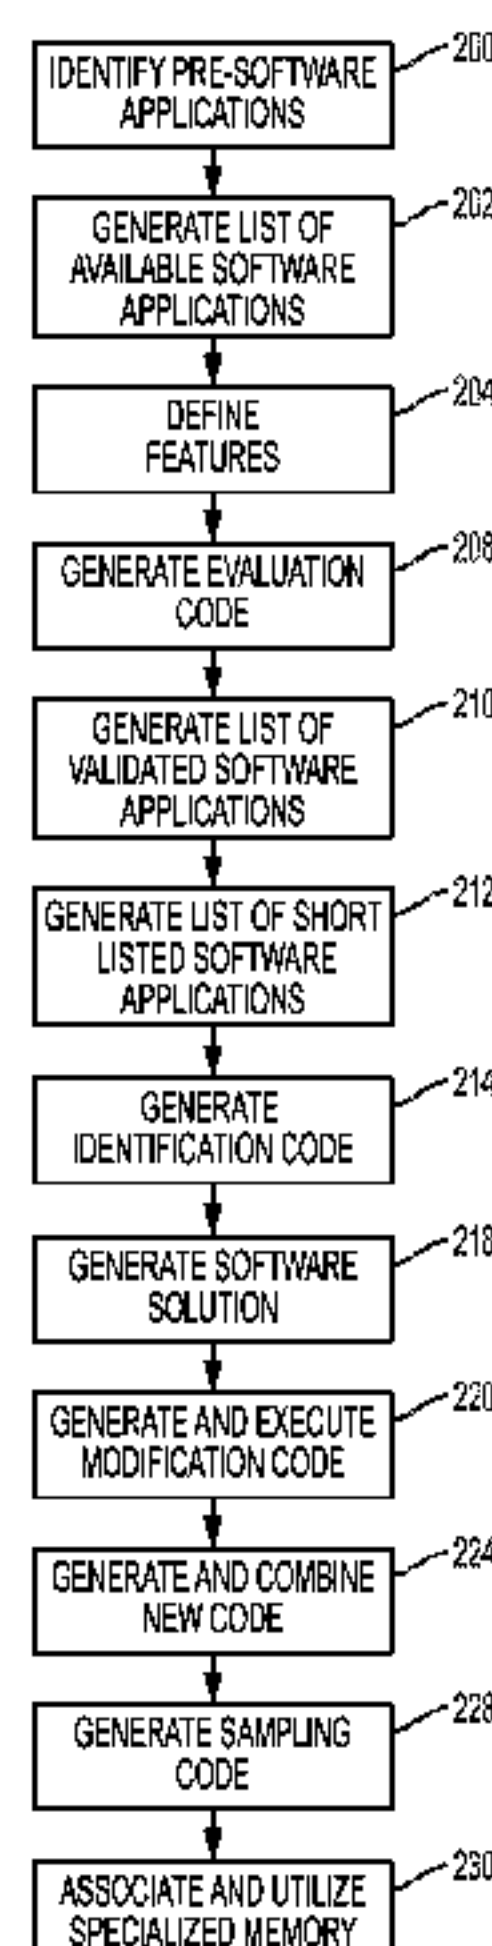 IDENTIFY PRE-SOFTWARE
APPLICATIONS
200
GENERATE LIST OF
AVAILABLE SOFTWARE
APPLICATIONS
202
DEFINE
FEATURES
204
GENERATE EVALUATION
CODE
208
GENERATE LIST OF
VALIDATED SOFTWARE
APPLICATIONS
210
GENERATE LIST OF SHORT
LISTED SOFTWARE
APPLICATIONS
212
GENERATE
IDENTIFICATION CODE
214
GENERATE SOFTWARE
SOLUTION
218
GENERATE AND EXECUTE
MODIFICATION CODE
220
GENERATE AND COMBINE
NEW CODE
224
GENERATE SAMPLING
CODE
228
ASSOCIATE AND UTILIZE
SPECIALIZED MEMORY
230